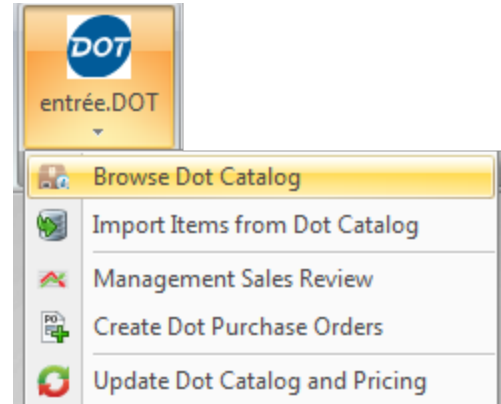 DOT
entrée.DOT
Browse Dot Catalog
Import Items from Dot Catalog
Management Sales Review
PO
Create Dot Purchase Orders
Update Dot Catalog and Pricing